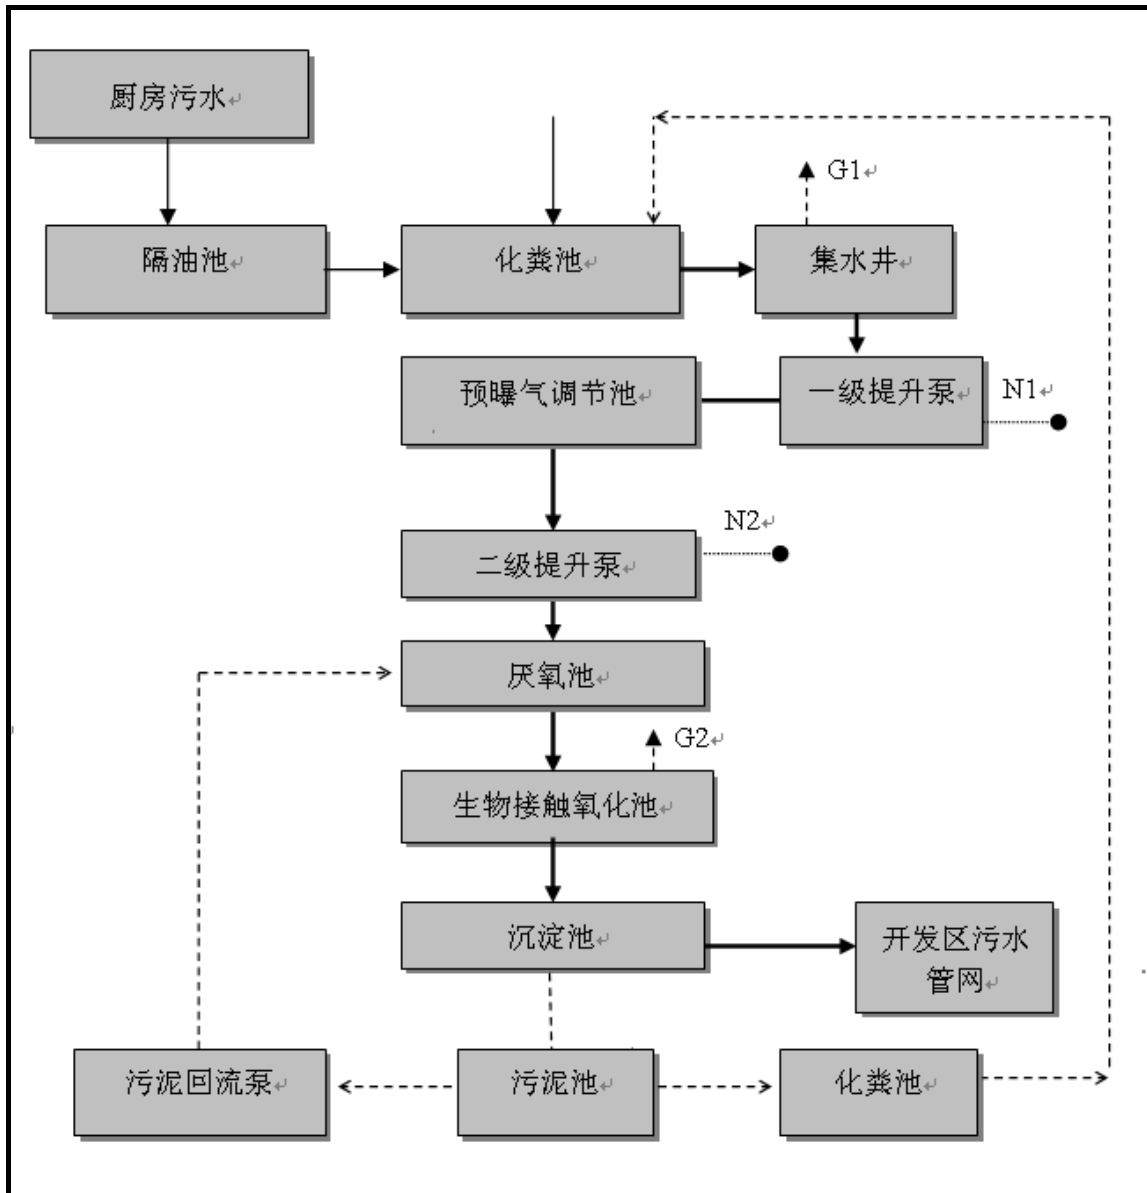 厨房污水
G1
隔油池
化粪池
集水井
预曝气调节池
一级提升泵
N1
N2
二级提升泵
厌氧池
G2
生物接触氧化池
沉淀池
开发区污水
管网
污泥回流泵
污泥池
化粪池